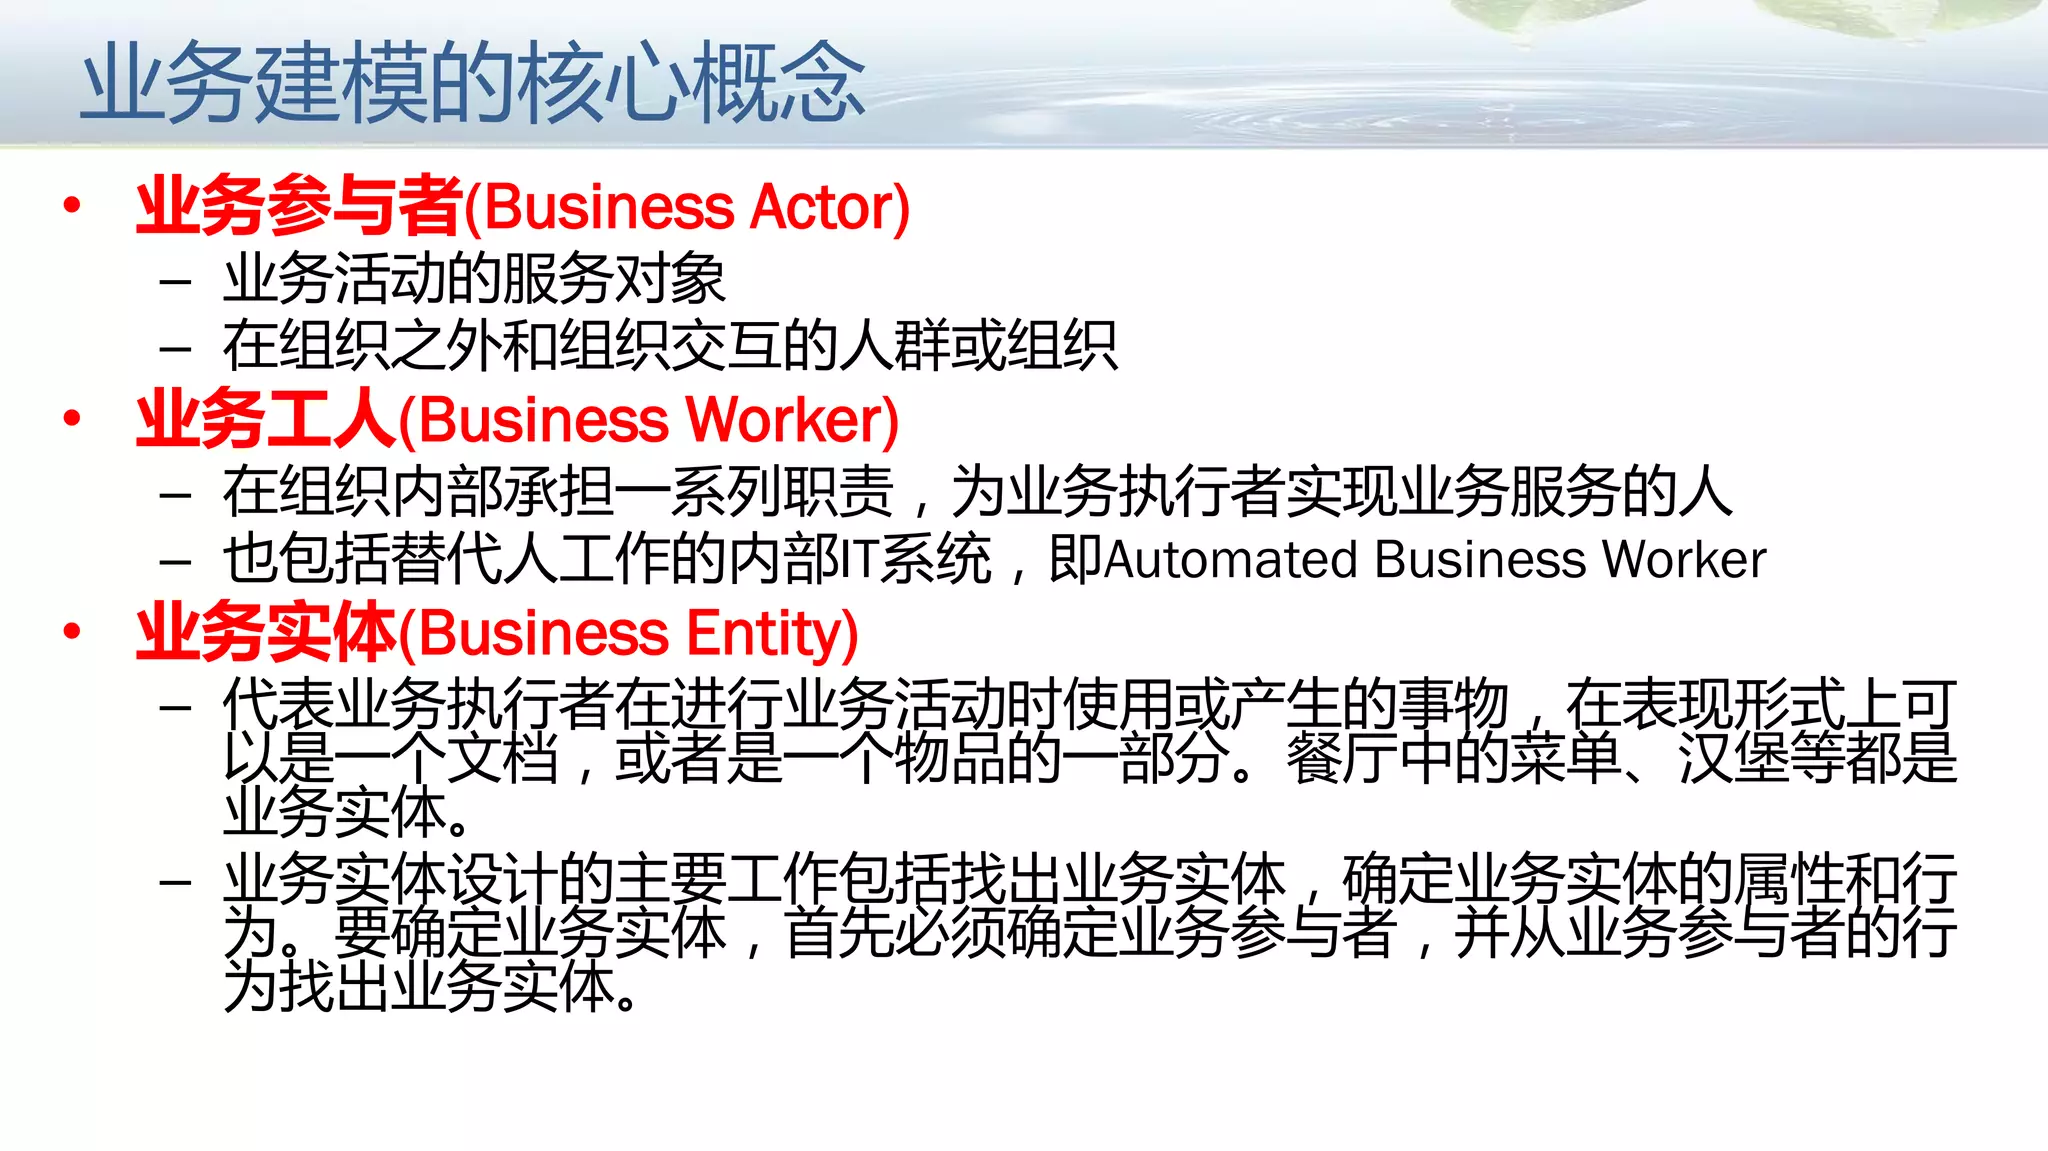 业务建模的核心概念
• 业务参与者(Business Actor)
– 业务活动的服务对象
– 在组织之外和组织交互的人群或组织
• 业务工人(Business Worker)
– 在组织内部承担一系列职责，为业务执行者实现业务服务的人
– 也包括替代人工作的内部IT系统，即Automated Business Worker
• 业务实体(Business Entity)
– 代表业务执行者在进行业务活动时使用或产生的事物，在表现形式上可
以是一个文档，或者是一个物品的一部分。餐厅中的菜单、汉堡等都是
业务实体。
– 业务实体设计的主要工作包括找出业务实体，确定业务实体的属性和行
为。要确定业务实体，首先必须确定业务参与者，并从业务参与者的行
为找出业务实体。